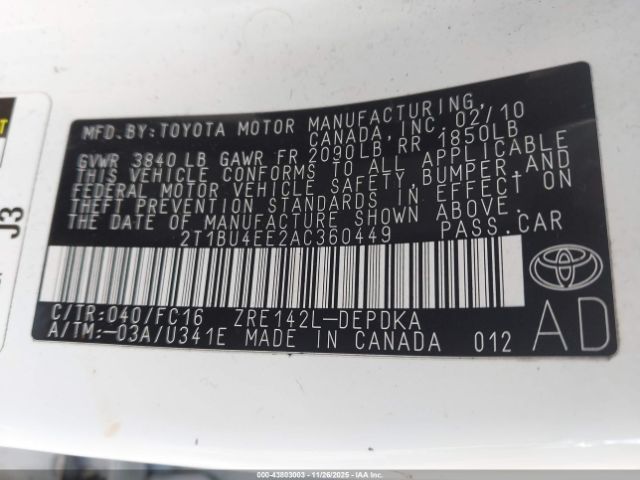 MFD.BY:TOYOTA MOTOR MANUFACTURING,
CANADA,INC. 02/10
GVWR 3840 LB GAWR FR 2090LB RR 1850LB
THIS VEHICLE CONFORMS TO ALL APPLICABLE
FEDERAL MOTOR VEHICLE SAFETY,BUMPER,AND
THEFT PREVENTION STANDARDS IN EFFECT ON
THE DATE OF MANUFACTURE SHOWN ABOVE.
2T1BU4EE2AC360449 PASS.CAR
C/TR:040/FC16 ZRE142L-DEPDKA
A/TM:-03A/U341E MADE IN CANADA 012
AD
J3
000-43803003 - 11/26/2025 - IAAI.COM